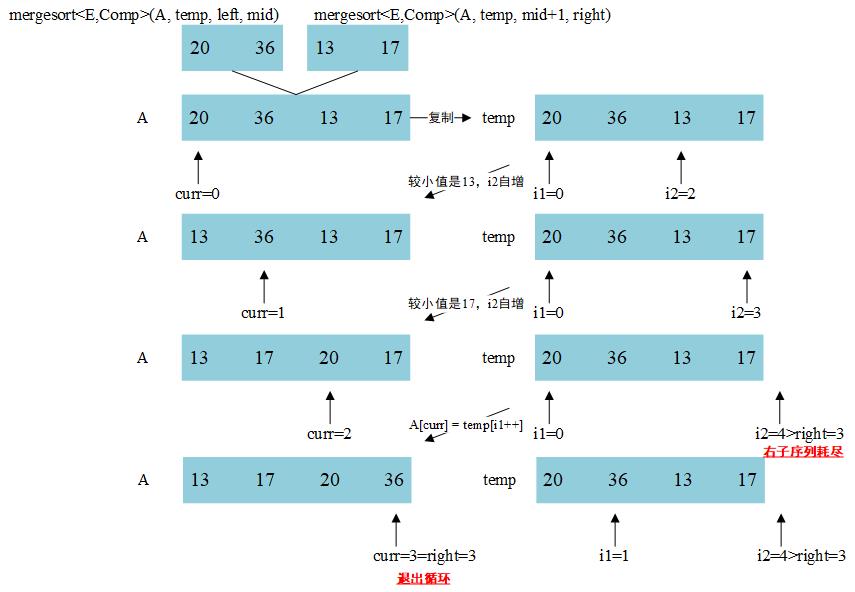 mergesort<E,Comp>(A, temp, left, mid) mergesort<E,Comp>(A, temp, mid+1, right)
20 36 13 17
A 20 36 13 17 复制 temp 20 36 13 17
curr=0 较小值是13，i2自增 i1=0 i2=2
A 13 36 13 17 temp 20 36 13 17
curr=1 较小值是17，i2自增 i1=0 i2=3
A 13 17 20 17 temp 20 36 13 17
curr=2 A[curr] = temp[i1++] i1=0 i2=4>right=3
右子序列耗尽
A 13 17 20 36 temp 20 36 13 17
curr=3=right=3 i1=1 i2=4>right=3
退出循环